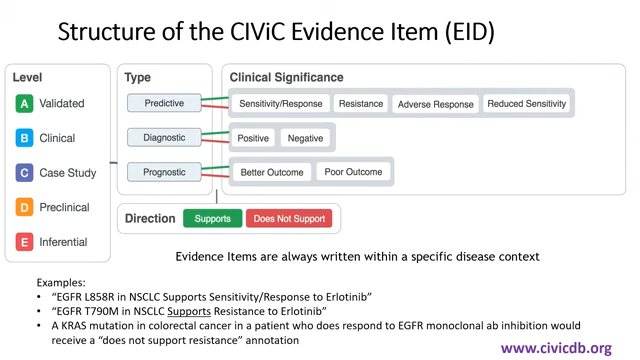 Structure of the CIViC Evidence Item (EID)
Level
A Validated
B Clinical
C Case Study
D Preclinical
E Inferential
Type
Predictive
Diagnostic
Prognostic
Clinical Significance
Sensitivity/Response Resistance Adverse Response Reduced Sensitivity
Positive Negative
Better Outcome Poor Outcome
Direction Supports Does Not Support
Evidence Items are always written within a specific disease context
Examples:
• “EGFR L858R in NSCLC Supports Sensitivity/Response to Erlotinib”
• “EGFR T790M in NSCLC Supports Resistance to Erlotinib”
• A KRAS mutation in colorectal cancer in a patient who does respond to EGFR monoclonal ab inhibition would
receive a “does not support resistance” annotation
www.civicdb.org